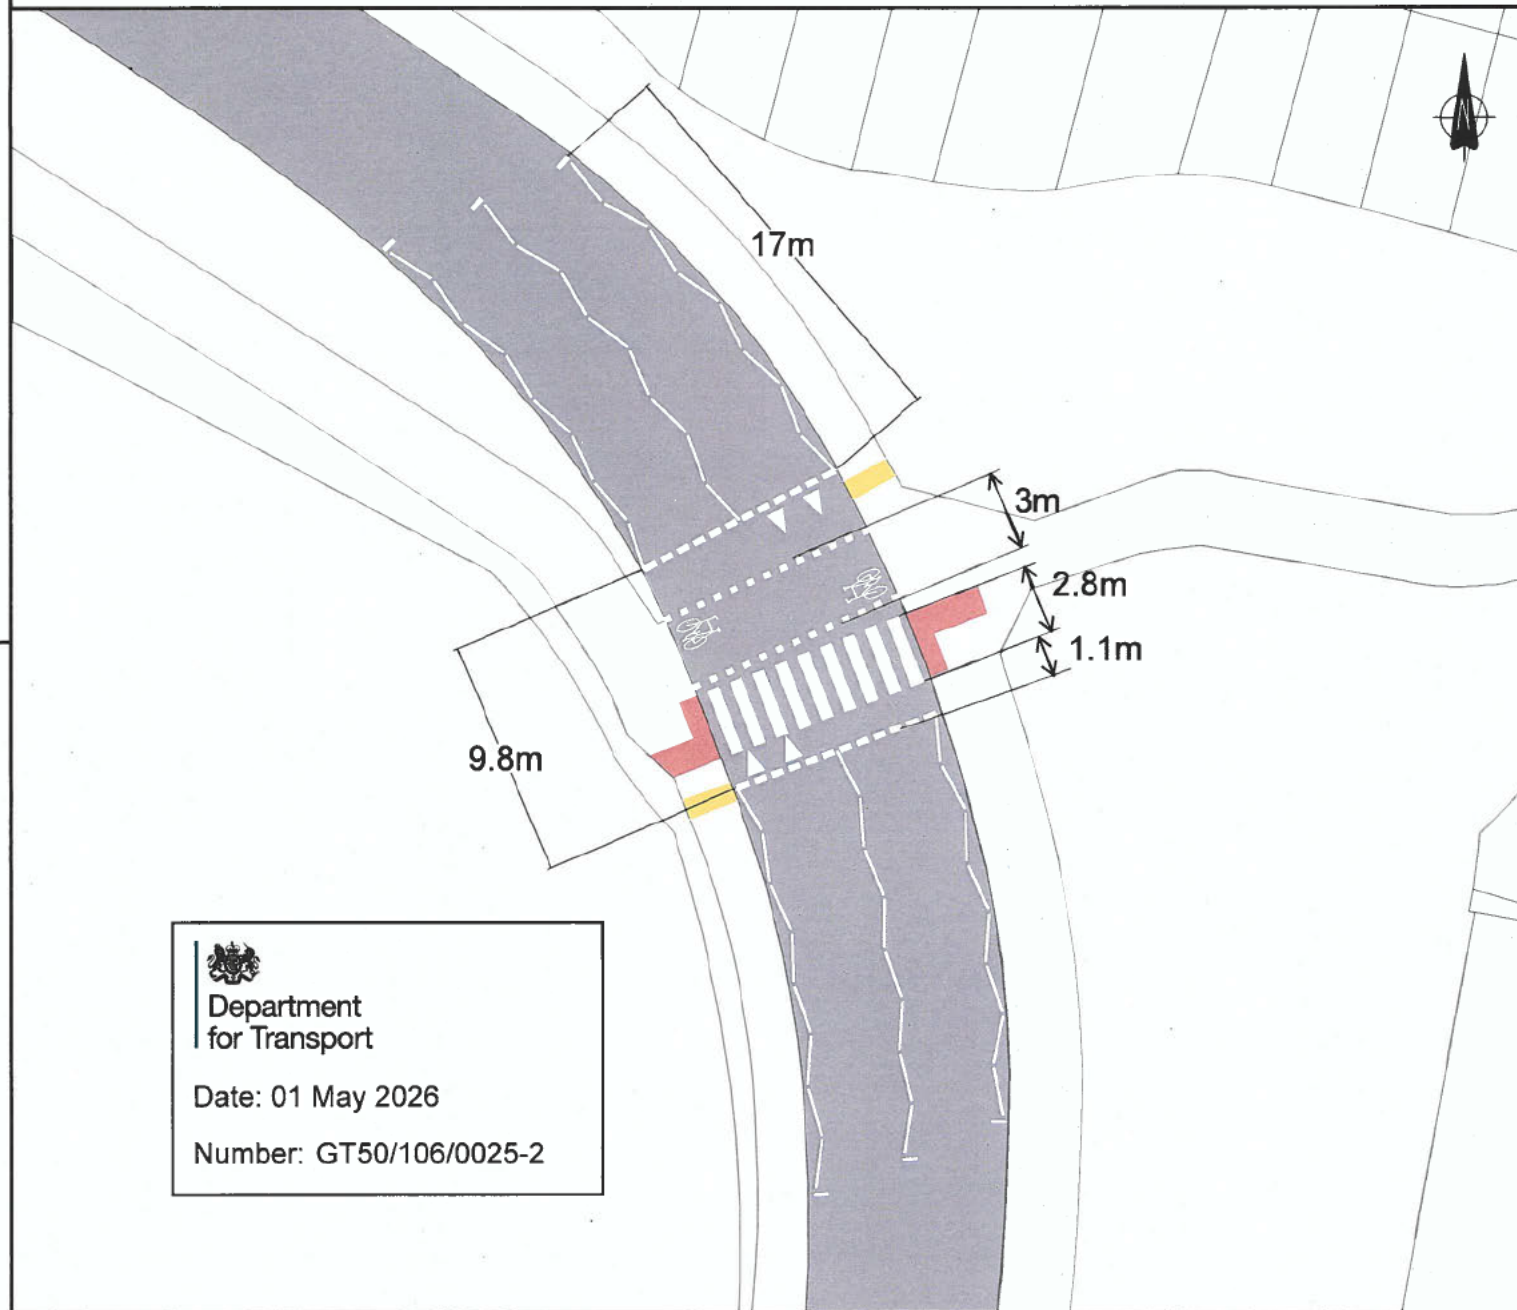 N
17m
3m
2.8m
1.1m
9.8m
Department
for Transport
Date: 01 May 2026
Number: GT50/106/0025-2